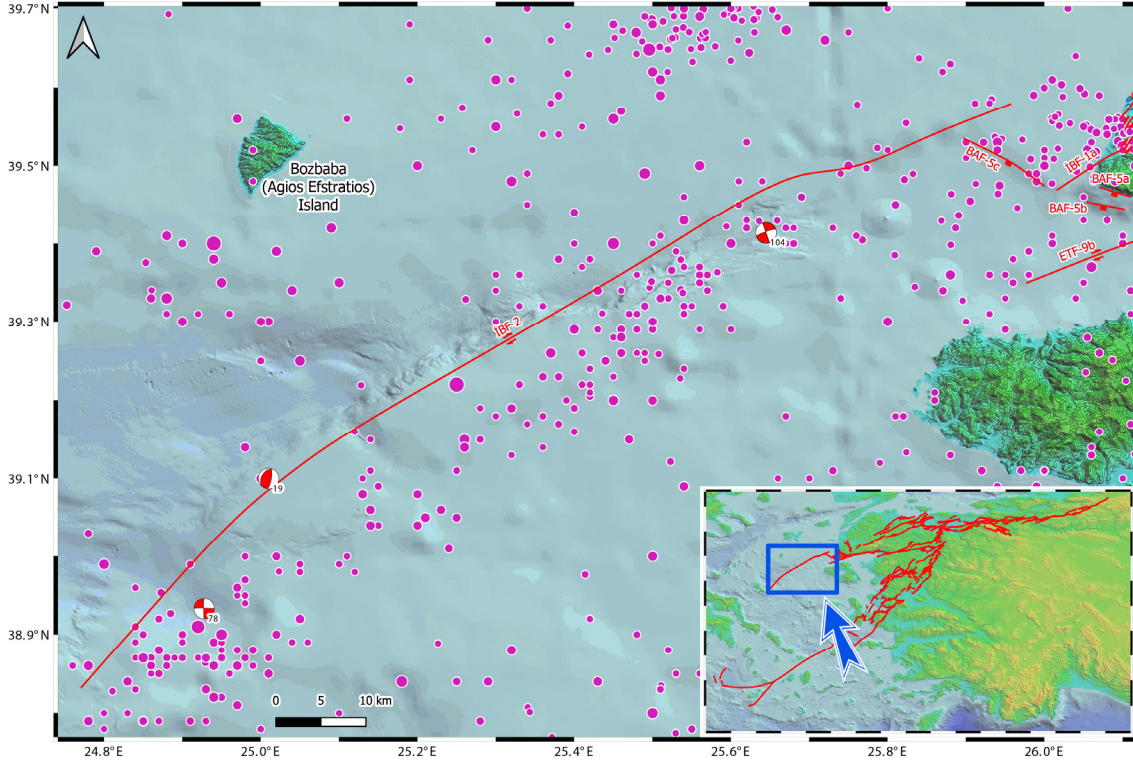 39.7°N
39.5°N
39.3°N
39.1°N
38.9°N
Bozbaba
(Agios Efstratios)
Island
BAF-5c
İBF-1a
BAF-5a
BAF-5b
ETF-9b
104
İBF-2
19
78
0 5 10 km
24.8°E 25.0°E 25.2°E 25.4°E 25.6°E 25.8°E 26.0°E